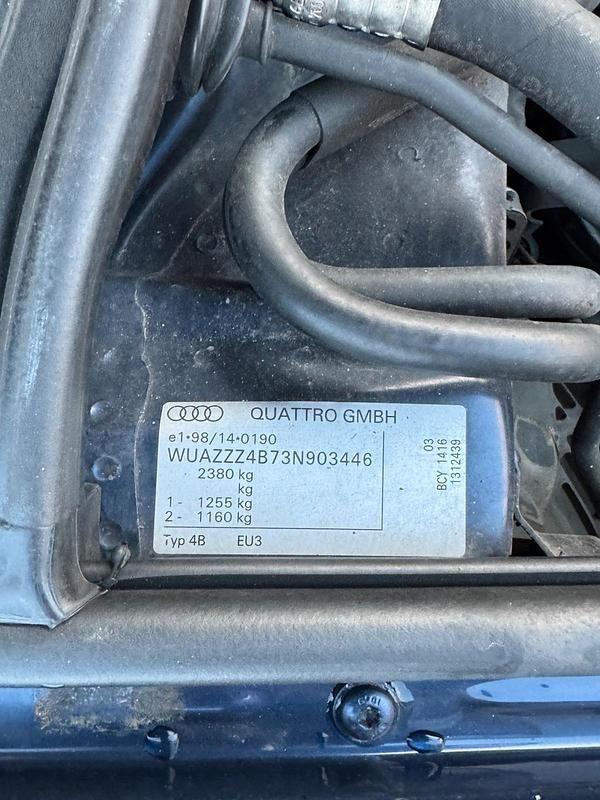 QUATTRO GMBH
e1•98/14•0190
WUAZZZ4B73N903446
2380 kg
kg
1- 1255 kg
2- 1160 kg
Typ 4B EU3
03
BCY 1416
1312439